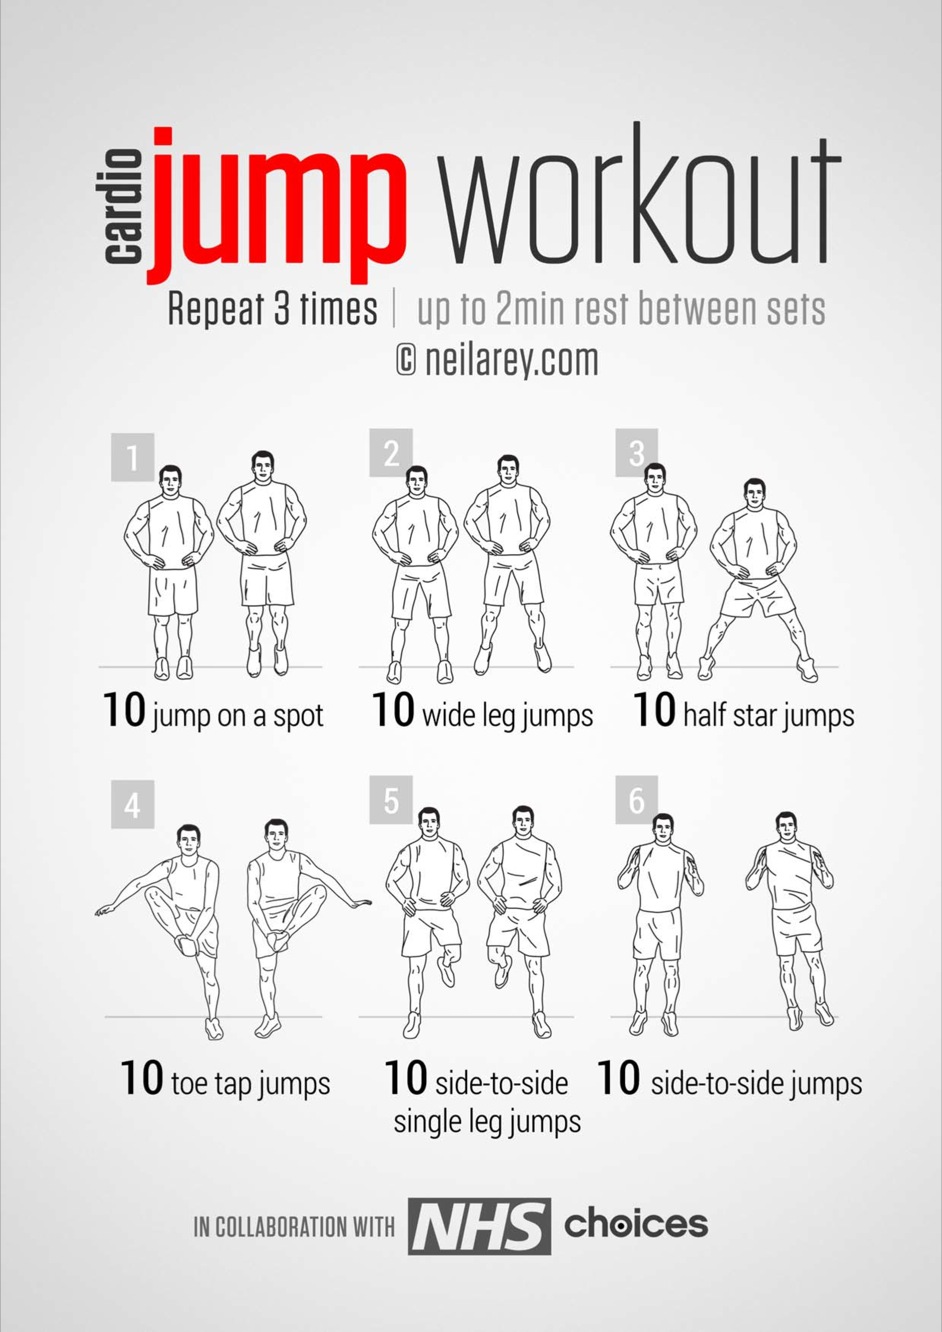 cardio jump workout
Repeat 3 times | up to 2min rest between sets
© neilarey.com
1
2
3
10 jump on a spot
10 wide leg jumps
10 half star jumps
4
5
6
10 toe tap jumps
10 side-to-side
single leg jumps
10 side-to-side jumps
IN COLLABORATION WITH NHS choices